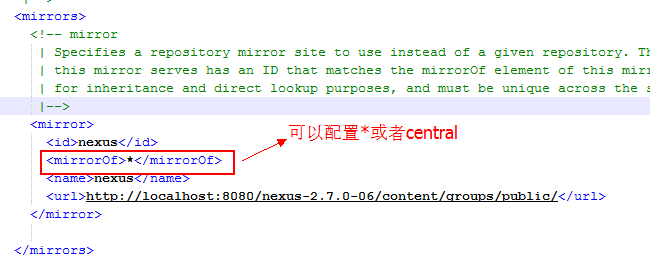 <mirrors>
<!-- mirror
| Specifies a repository mirror site to use instead of a given repository. Th
| this mirror serves has an ID that matches the mirrorOf element of this mirr
| for inheritance and direct lookup purposes, and must be unique across the s
|-->
<mirror>
<id>nexus</id>
可以配置*或者central
<mirrorOf>*</mirrorOf>
<name>nexus</name>
<url>http://localhost:8080/nexus-2.7.0-06/content/groups/public/</url>
</mirror>
</mirrors>